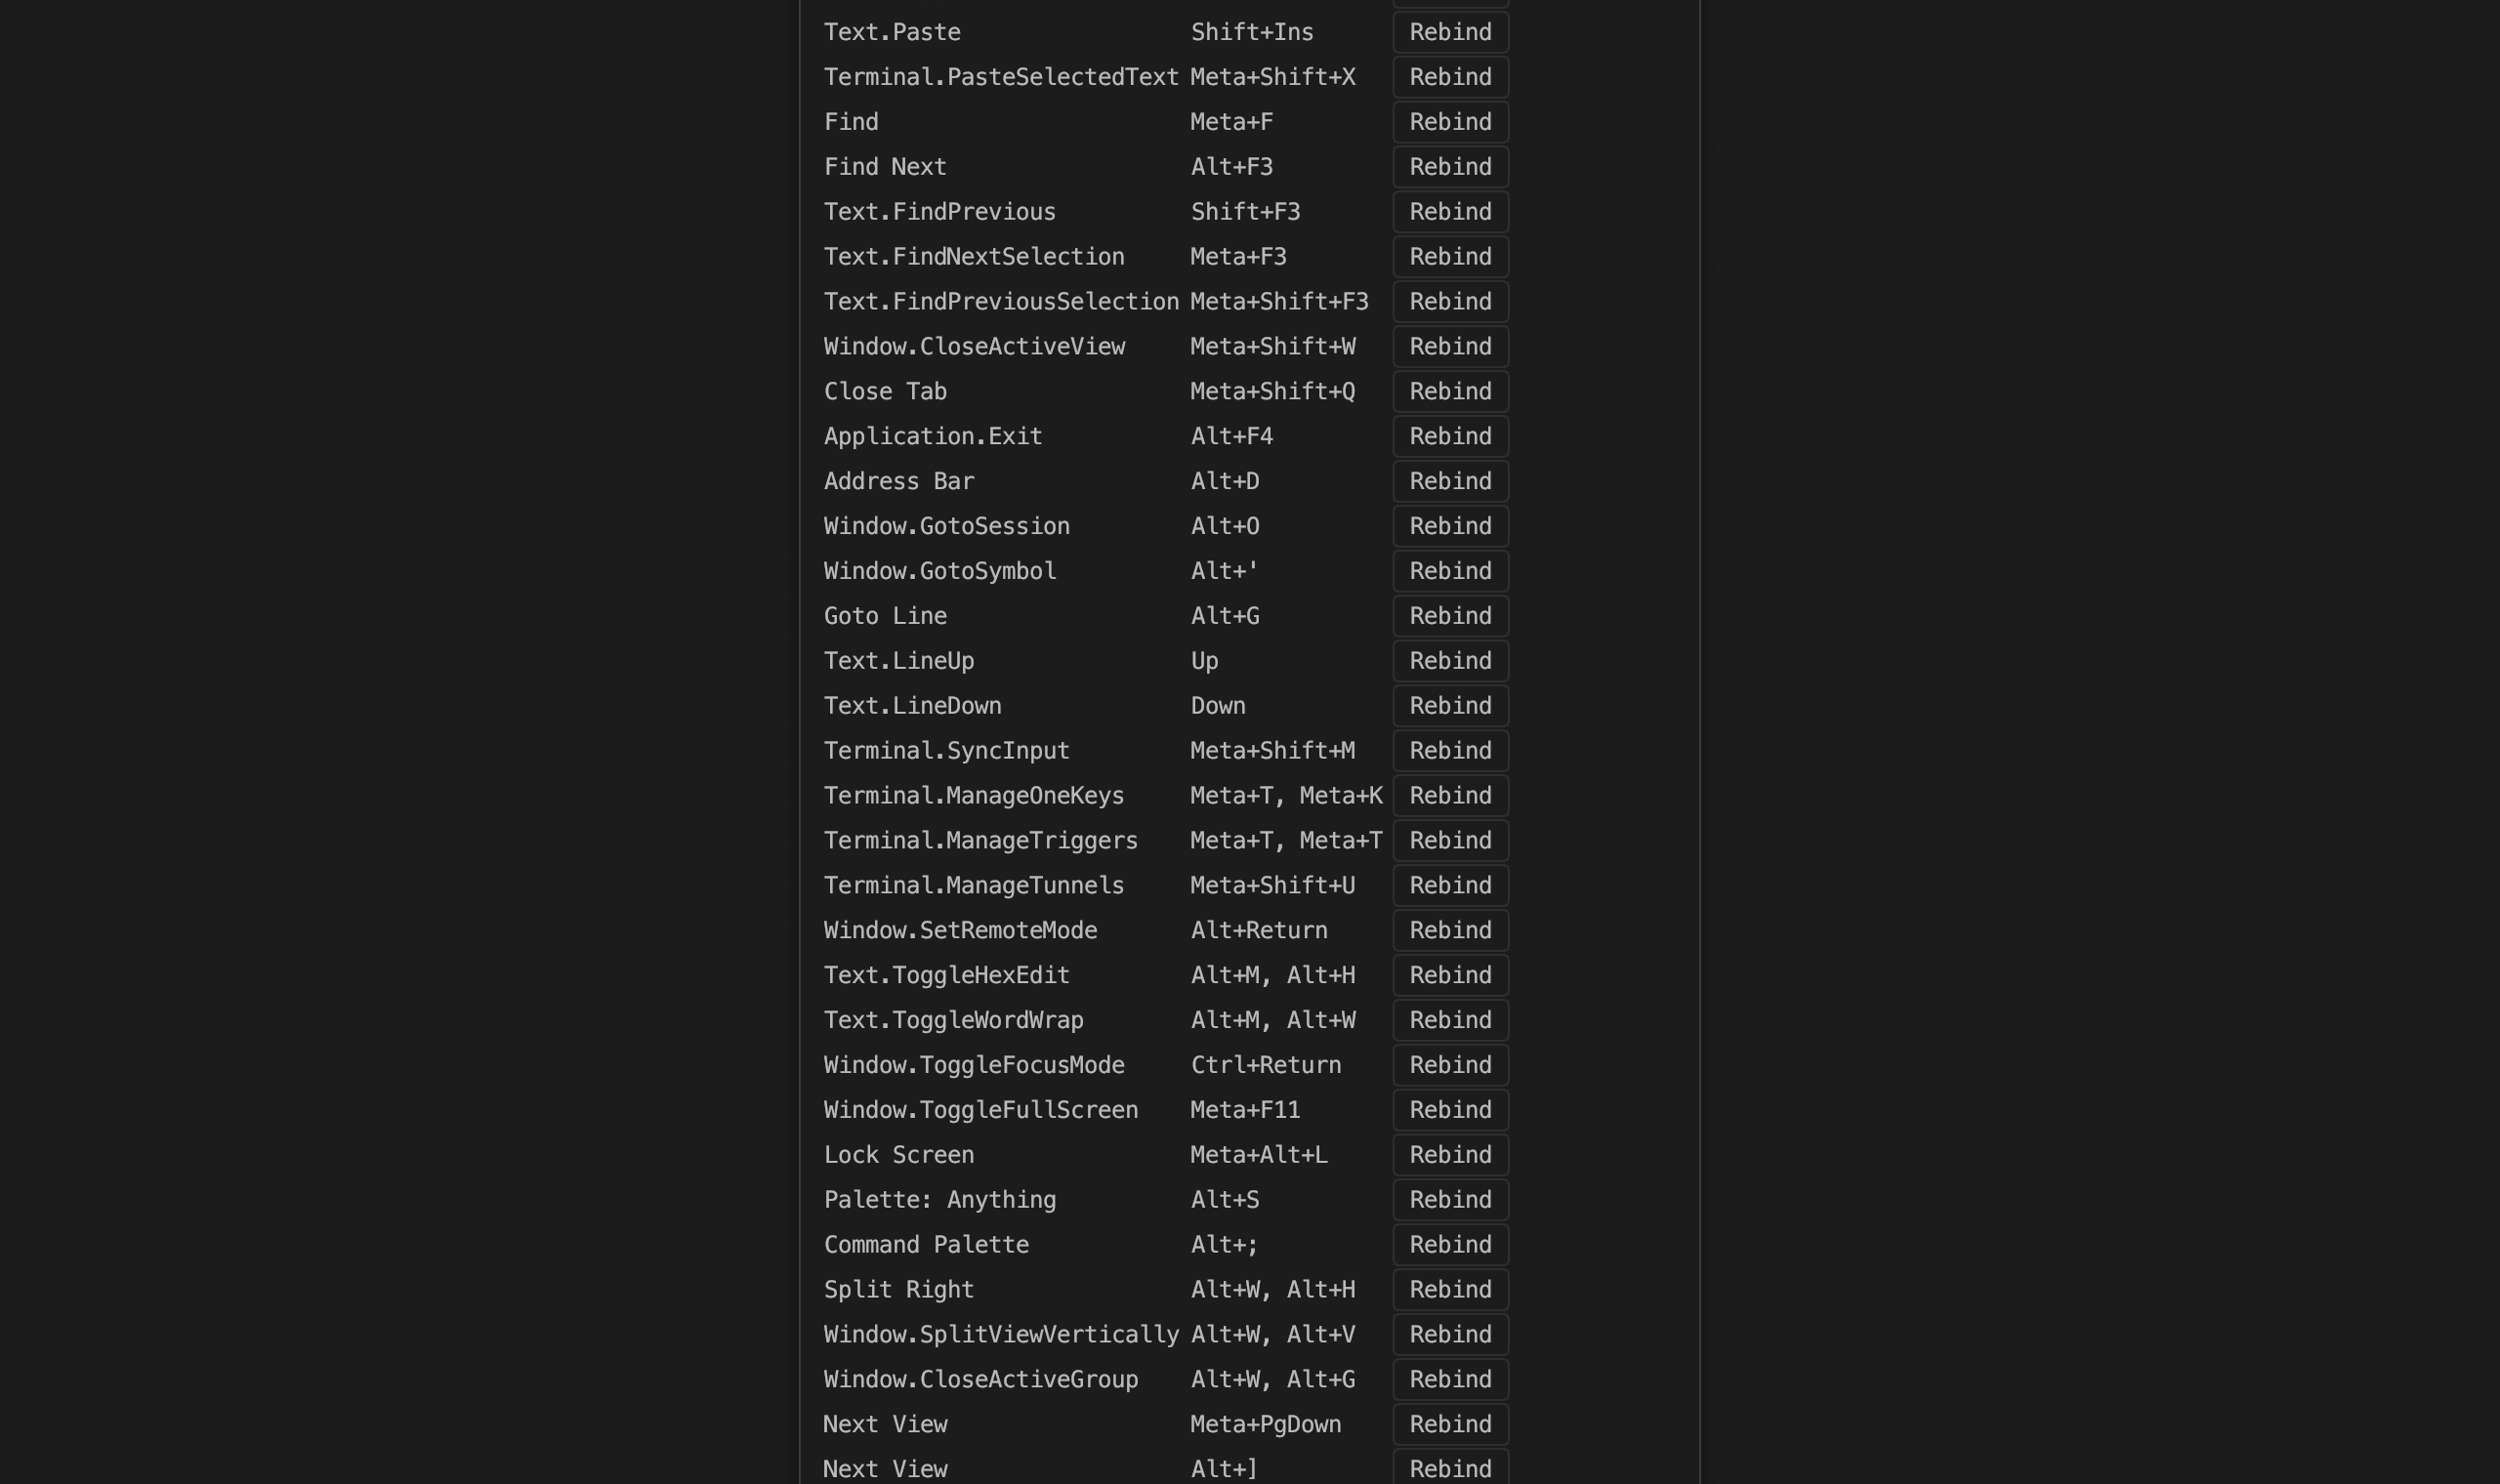 Text.Paste Shift+Ins Rebind
Terminal.PasteSelectedText Meta+Shift+X Rebind
Find Meta+F Rebind
Find Next Alt+F3 Rebind
Text.FindPrevious Shift+F3 Rebind
Text.FindNextSelection Meta+F3 Rebind
Text.FindPreviousSelection Meta+Shift+F3 Rebind
Window.CloseActiveView Meta+Shift+W Rebind
Close Tab Meta+Shift+Q Rebind
Application.Exit Alt+F4 Rebind
Address Bar Alt+D Rebind
Window.GotoSession Alt+O Rebind
Window.GotoSymbol Alt+' Rebind
Goto Line Alt+G Rebind
Text.LineUp Up Rebind
Text.LineDown Down Rebind
Terminal.SyncInput Meta+Shift+M Rebind
Terminal.ManageOneKeys Meta+T, Meta+K Rebind
Terminal.ManageTriggers Meta+T, Meta+T Rebind
Terminal.ManageTunnels Meta+Shift+U Rebind
Window.SetRemoteMode Alt+Return Rebind
Text.ToggleHexEdit Alt+M, Alt+H Rebind
Text.ToggleWordWrap Alt+M, Alt+W Rebind
Window.ToggleFocusMode Ctrl+Return Rebind
Window.ToggleFullScreen Meta+F11 Rebind
Lock Screen Meta+Alt+L Rebind
Palette: Anything Alt+S Rebind
Command Palette Alt+; Rebind
Split Right Alt+W, Alt+H Rebind
Window.SplitViewVertically Alt+W, Alt+V Rebind
Window.CloseActiveGroup Alt+W, Alt+G Rebind
Next View Meta+PgDown Rebind
Next View Alt+] Rebind